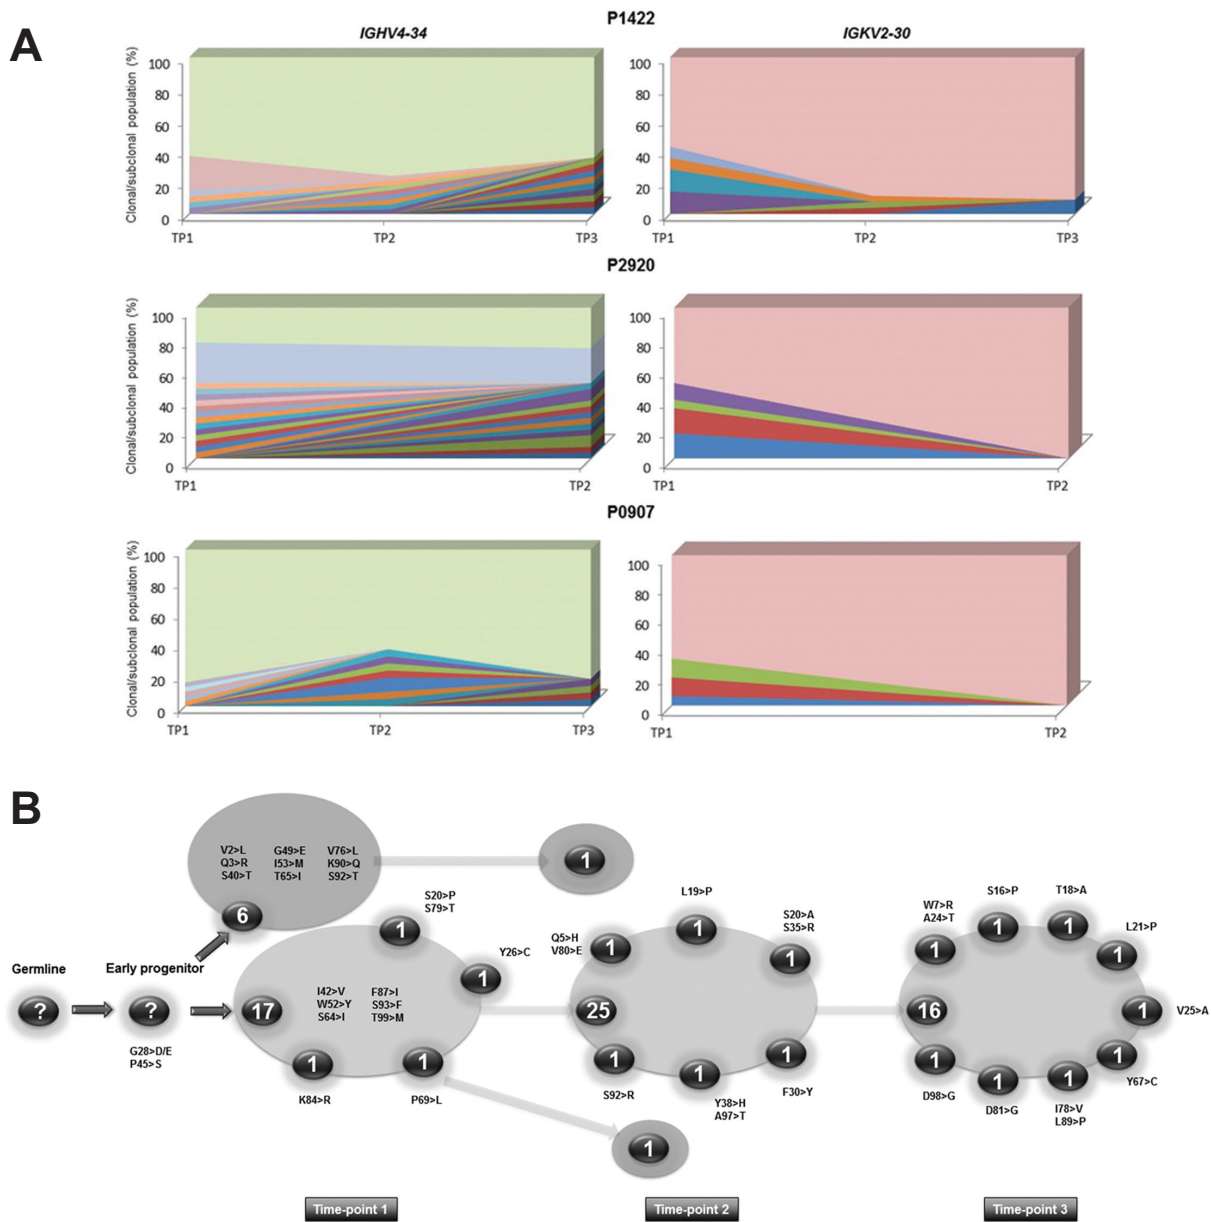 A
P1422
IGHV4-34
IGKV2-30
Clonal/subclonal population (%)
100
80
60
40
20
0
TP1
TP2
TP3
100
80
60
40
20
0
TP1
TP2
TP3
P2920
Clonal/subclonal population (%)
100
80
60
40
20
0
TP1
TP2
100
80
60
40
20
0
TP1
TP2
P0907
Clonal/subclonal population (%)
100
80
60
40
20
0
TP1
TP2
TP3
100
80
60
40
20
0
TP1
TP2
B
Germline
?
Early progenitor
?
G28>D/E
P45>S
V2>L
Q3>R
S40>T
G49>E
I53>M
T65>I
V76>L
K90>Q
S92>T
6
1
17
I42>V
W52>Y
S64>I
F87>I
S93>F
T99>M
S20>P
S79>T
1
Y26>C
1
1
K84>R
1
P69>L
1
25
Q5>H
V80>E
1
L19>P
1
S20>A
S35>R
1
1
S92>R
1
Y38>H
A97>T
1
F30>Y
16
W7>R
A24>T
1
S16>P
1
T18>A
1
L21>P
1
1
V25>A
1
Y67>C
1
I78>V
L89>P
1
D81>G
1
D98>G
Time-point 1
Time-point 2
Time-point 3